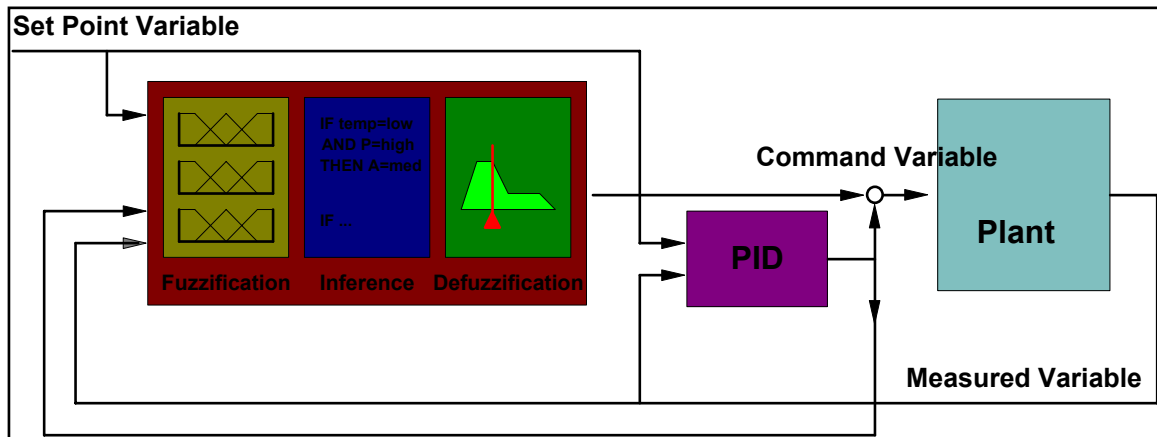 Set Point Variable
IF temp=low
AND P=high
THEN A=med
IF ...
Fuzzification
Inference
Defuzzification
Command Variable
PID
Plant
Measured Variable